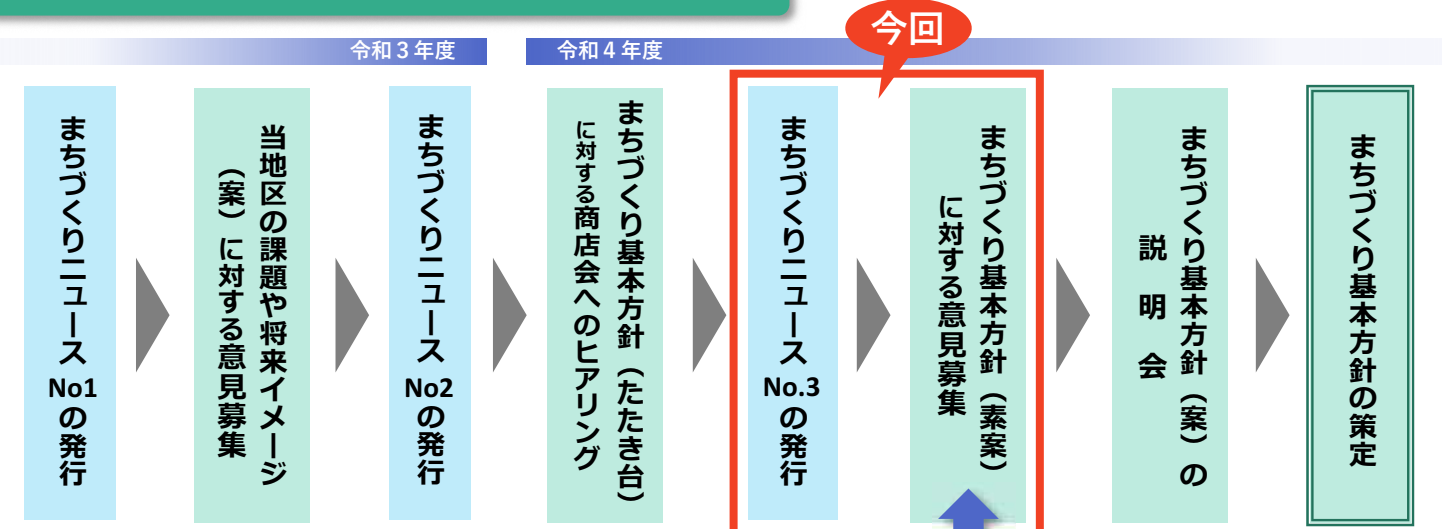 令和３年度
令和４年度
今回
まちづくりニュース No1 の発行
当地区の課題や将来イメージ
（案）に対する意見募集
まちづくりニュース No2 の発行
まちづくり基本方針（たたき台）
に対する商店会へのヒアリング
まちづくりニュース No.3 の発行
まちづくり基本方針（素案）
に対する意見募集
まちづくり基本方針（案）の
説明会
まちづくり基本方針の策定